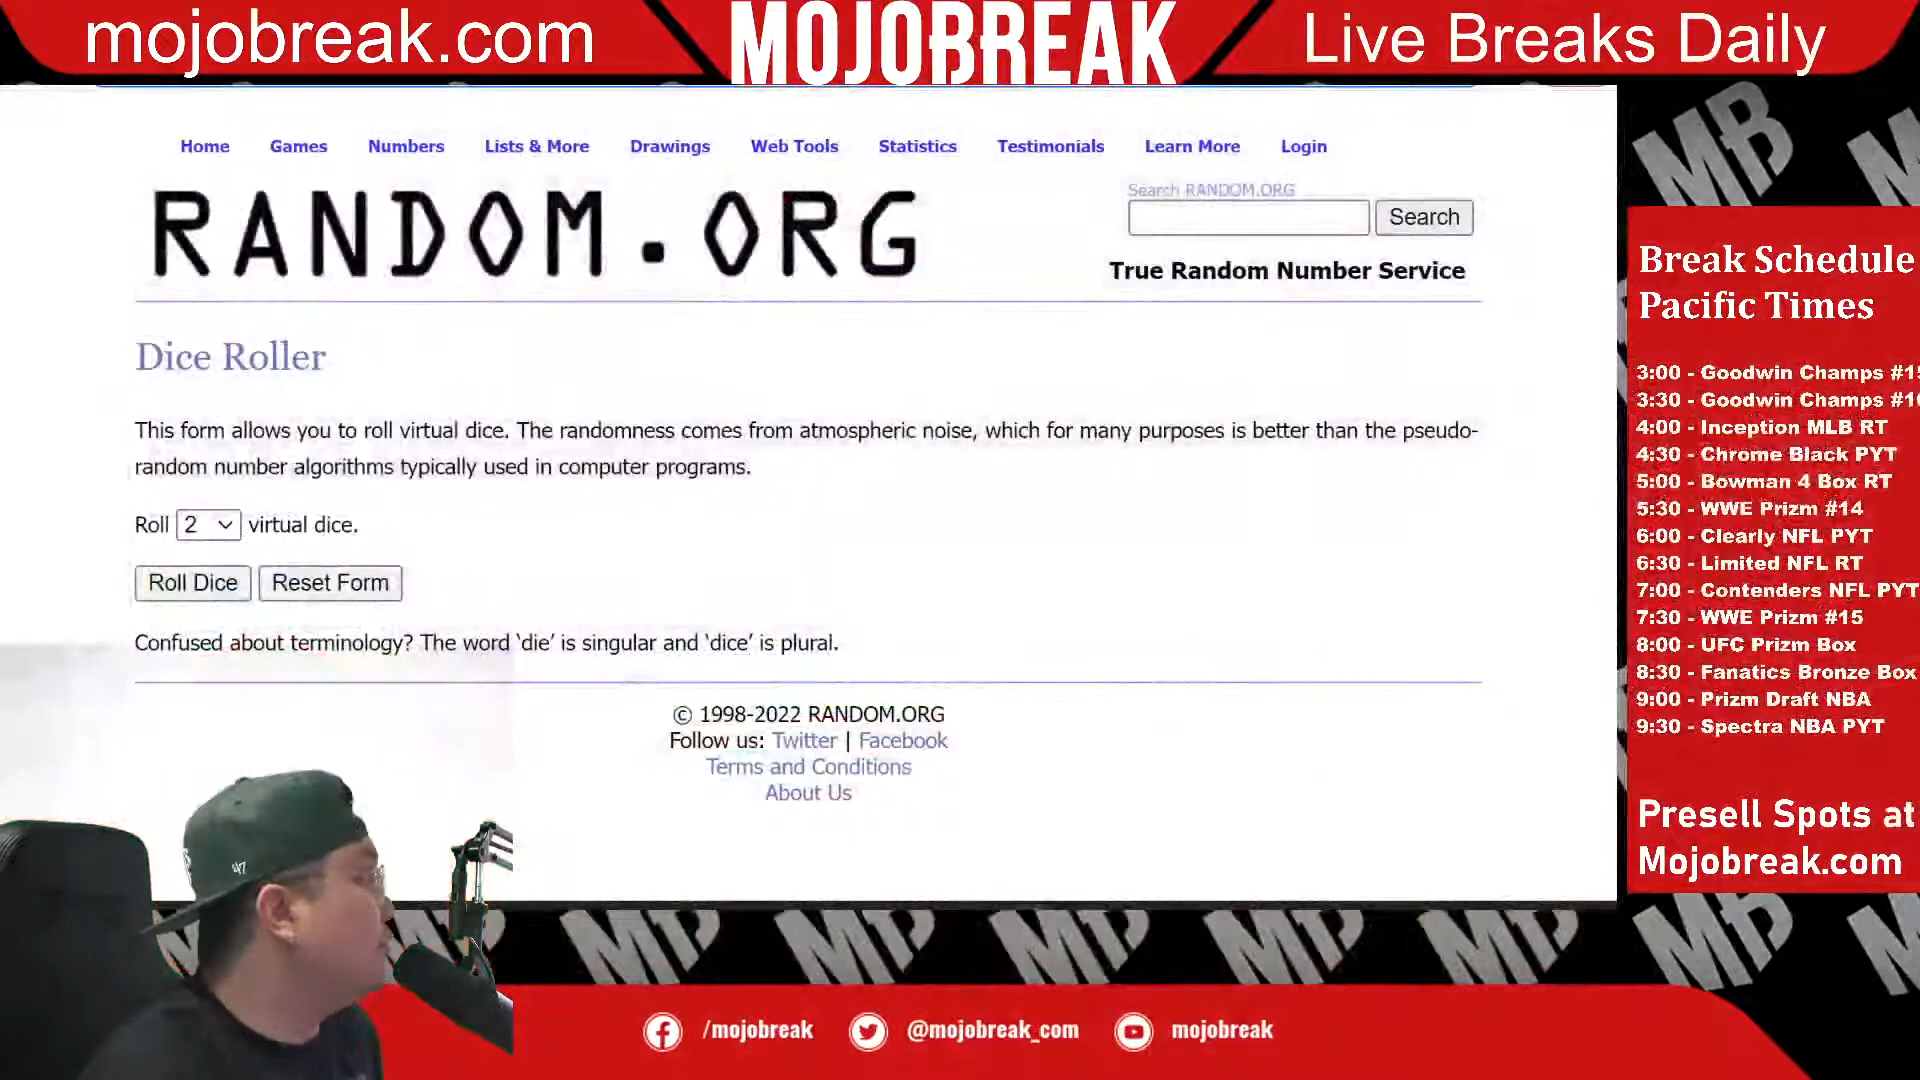 mojobreak.com
MOJOBREAK
Live Breaks Daily
Home Games Numbers Lists & More Drawings Web Tools Statistics Testimonials Learn More Login
RANDOM.ORG
Search RANDOM.ORG
Search
True Random Number Service
Dice Roller
This form allows you to roll virtual dice. The randomness comes from atmospheric noise, which for many purposes is better than the pseudo-
random number algorithms typically used in computer programs.
Roll 2 virtual dice.
Roll Dice Reset Form
Confused about terminology? The word ‘die’ is singular and ‘dice’ is plural.
© 1998-2022 RANDOM.ORG
Follow us: Twitter | Facebook
Terms and Conditions
About Us
Break Schedule
Pacific Times
3:00 - Goodwin Champs
3:30 - Goodwin Champs
4:00 - Inception MLB RT
4:30 - Chrome Black PYT
5:00 - Bowman 4 Box RT
5:30 - WWE Prizm #14
6:00 - Clearly NFL PYT
6:30 - Limited NFL RT
7:00 - Contenders NFL PYT
7:30 - WWE Prizm #15
8:00 - UFC Prizm Box
8:30 - Fanatics Bronze Box
9:00 - Prizm Draft NBA
9:30 - Spectra NBA PYT
Presell Spots at
Mojobreak.com
MB
47
/mojobreak @mojobreak_com mojobreak